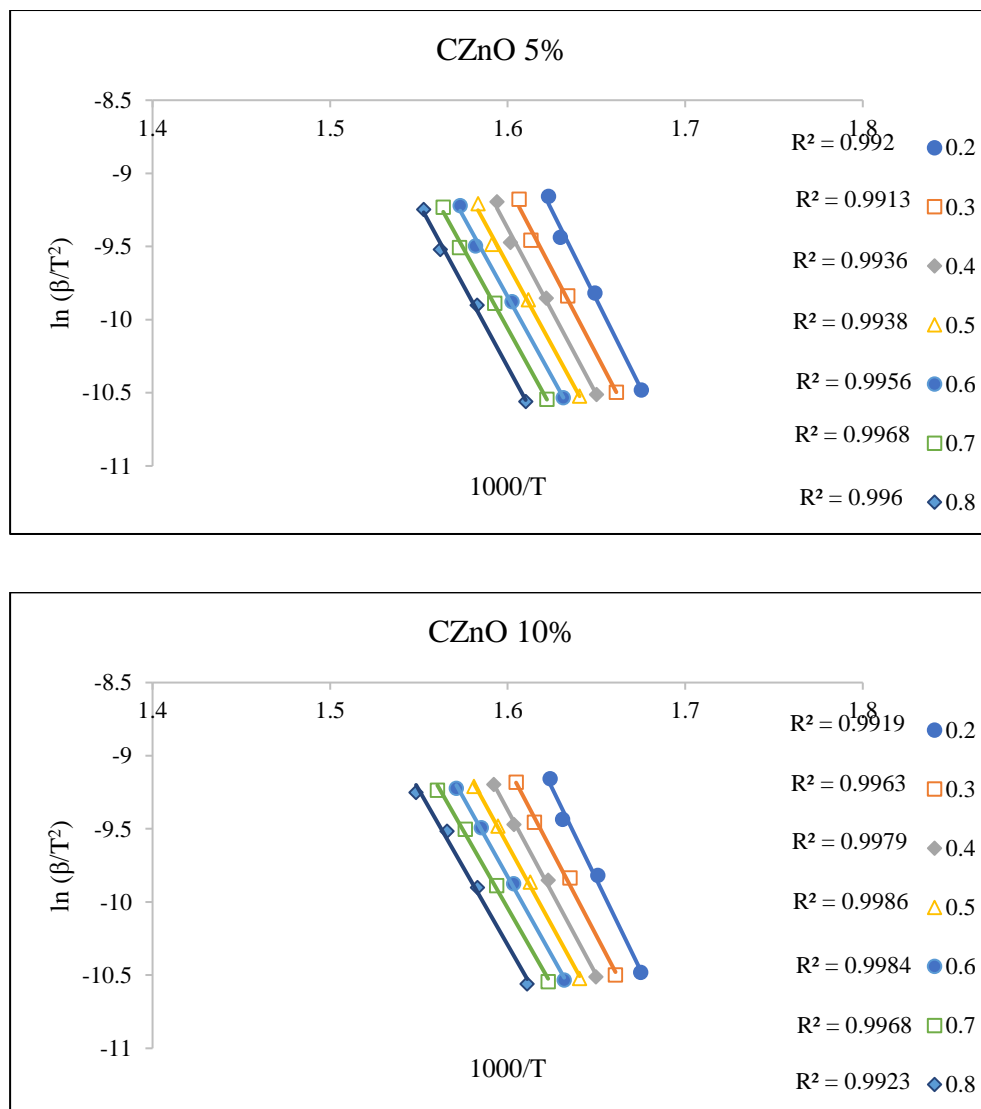 CZnO 5%
-8.5
1.4 1.5 1.6 1.7 1.8
R² = 0.992 0.2
-9
R² = 0.9913 0.3
-9.5
R² = 0.9936 0.4
ln (β/T²)
-10
R² = 0.9938 0.5
R² = 0.9956 0.6
-10.5
R² = 0.9968 0.7
-11
1000/T
R² = 0.996 0.8
CZnO 10%
-8.5
1.4 1.5 1.6 1.7 1.8
R² = 0.9919 0.2
-9
R² = 0.9963 0.3
-9.5
R² = 0.9979 0.4
ln (β/T²)
-10
R² = 0.9986 0.5
R² = 0.9984 0.6
-10.5
R² = 0.9968 0.7
-11
1000/T
R² = 0.9923 0.8